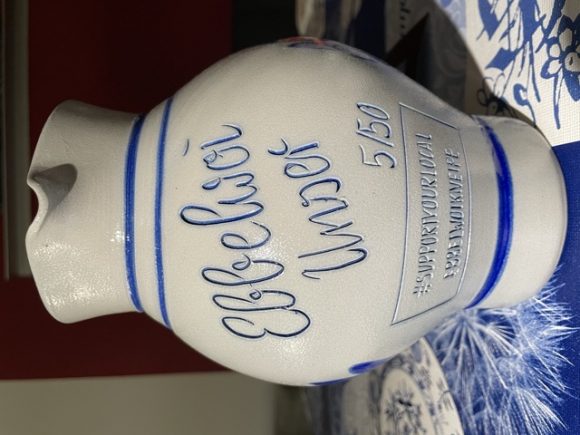 Ebbelwoi
Unser
5/50
#SUPPORTYOURLOCAL
EBBELWOIKNEIPE